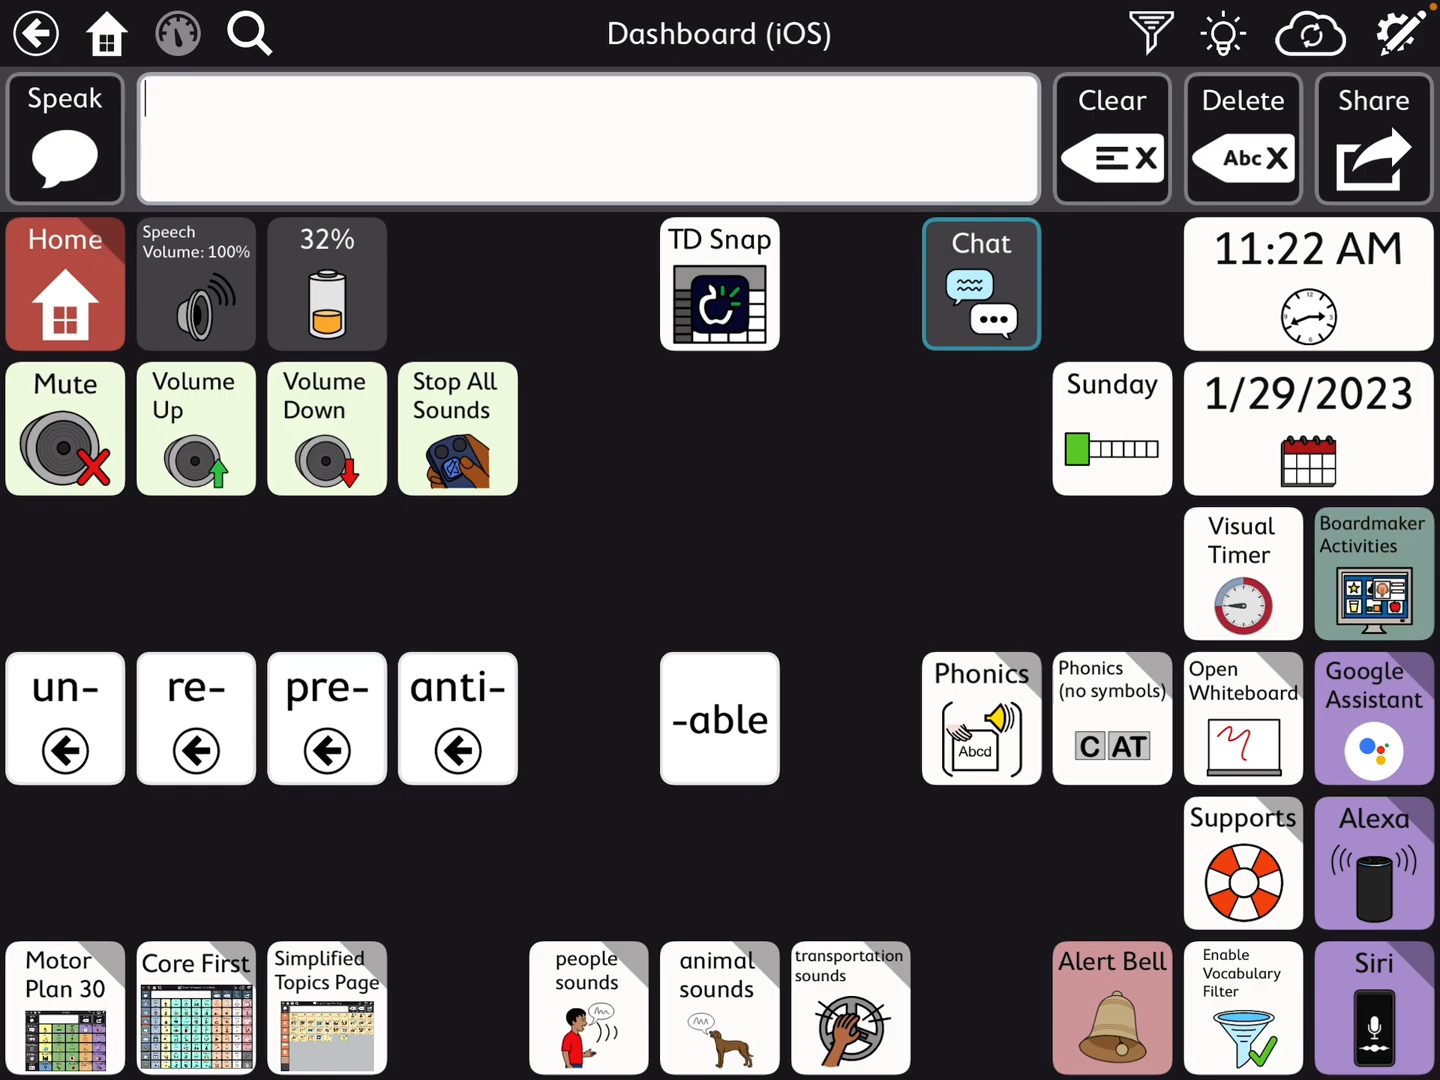 Dashboard (iOS)
Speak
Clear
Delete
Share
Abc X
Home
Speech
Volume: 100%
32%
TD Snap
Chat
11:22 AM
Mute
Volume
Up
Volume
Down
Stop All
Sounds
Sunday
1/29/2023
Visual
Timer
Boardmaker
Activities
un-
re-
pre-
anti-
-able
Phonics
Abcd
Phonics
(no symbols)
C AT
Open
Whiteboard
Google
Assistant
Supports
Alexa
Motor
Plan 30
Core First
Simplified
Topics Page
people
sounds
animal
sounds
transportation
sounds
Alert Bell
Enable
Vocabulary
Filter
Siri